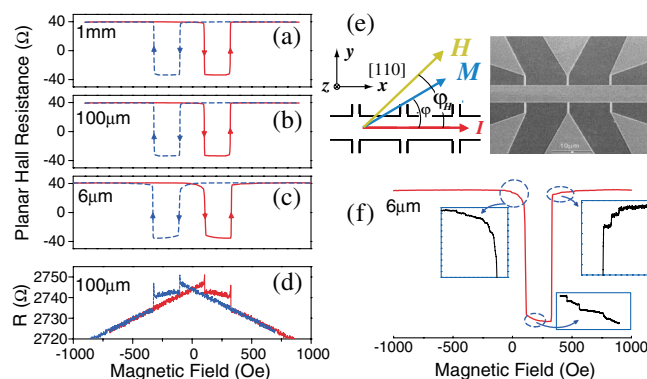 Planar Hall Resistance (Ω)
40
0
-40
1mm
(a)
40
0
-40
100μm
(b)
40
0
-40
6μm
(c)
R (Ω)
2750
2740
2730
2720
100μm
(d)
-1000 -500 0 500 1000
Magnetic Field (Oe)
(e)
y
z
x
[110]
H
M
φ
φH
I
10μm
(f)
6μm
-1000 -500 0 500 1000
Magnetic Field (Oe)